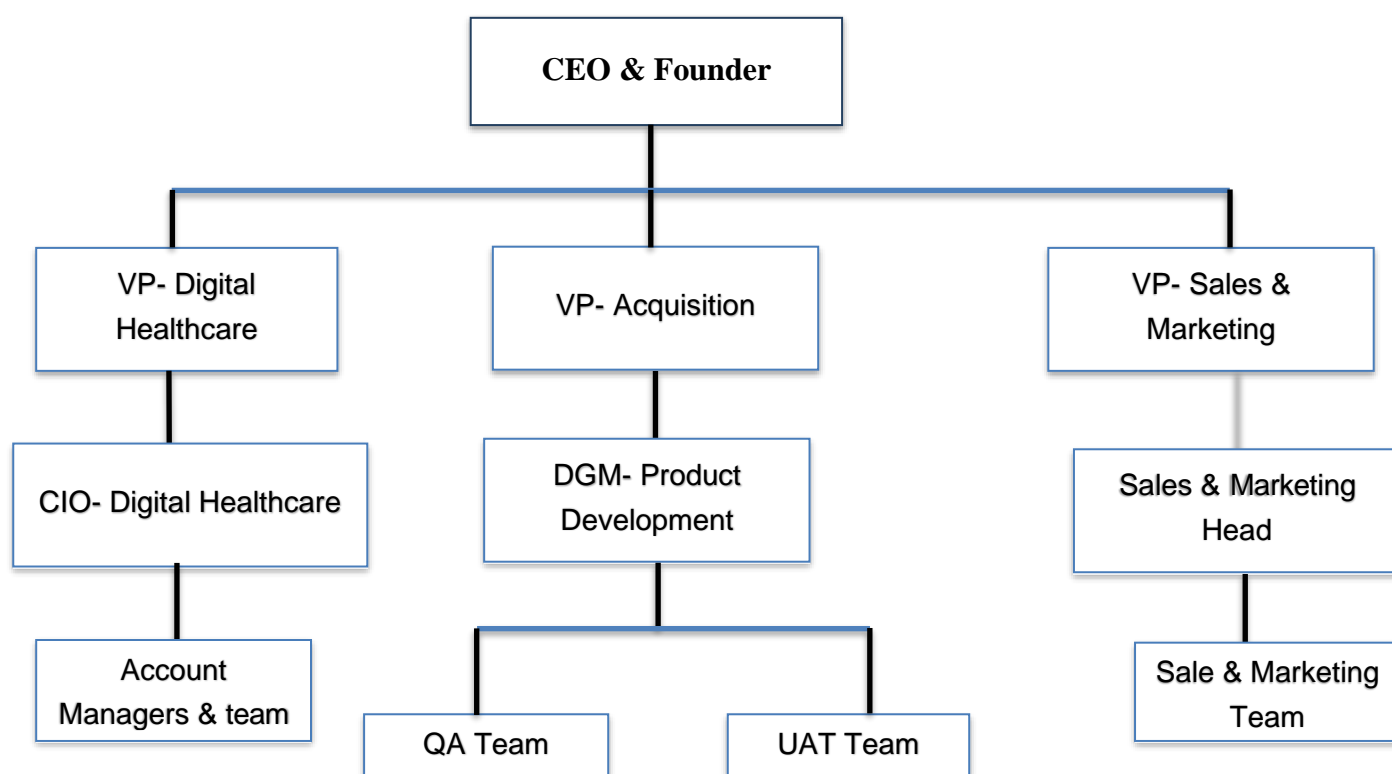 CEO & Founder
VP- Digital
Healthcare
VP- Acquisition
VP- Sales &
Marketing
CIO- Digital Healthcare
DGM- Product
Development
Sales & Marketing
Head
Account
Managers & team
QA Team
UAT Team
Sale & Marketing
Team